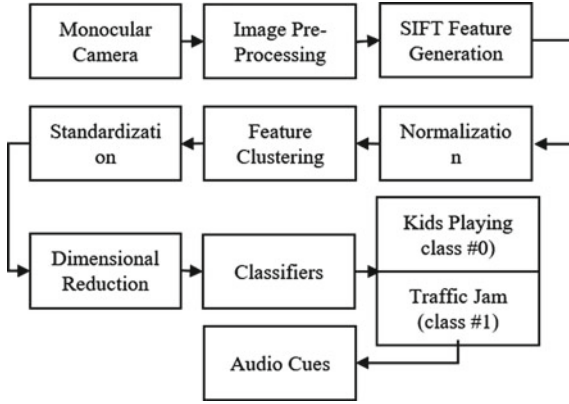 Monocular
Camera
Image Pre-
Processing
SIFT Feature
Generation
Standardizati
on
Feature
Clustering
Normalizatio
n
Dimensional
Reduction
Classifiers
Kids Playing
class #0)
Traffic Jam
(class #1)
Audio Cues